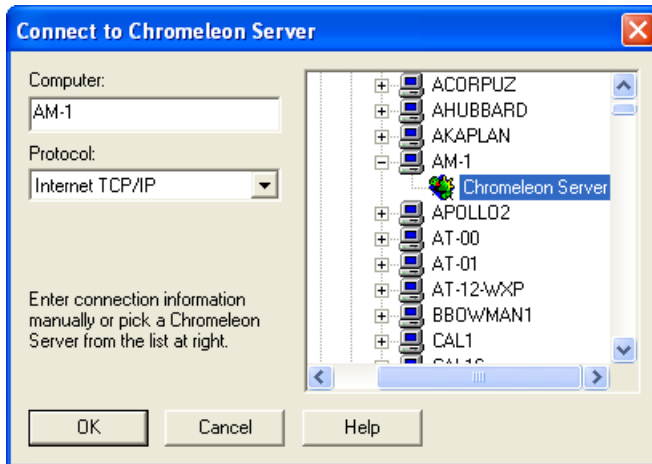 Connect to Chromeleon Server
Computer:
AM-1
Protocol:
Internet TCP/IP
Enter connection information
manually or pick a Chromeleon
Server from the list at right.
ACORPUZ
AHUBBARD
AKAPLAN
AM-1
Chromeleon Server
APOLLO2
AT-00
AT-01
AT-12-WXP
BBOWMAN1
CAL1
OK
Cancel
Help